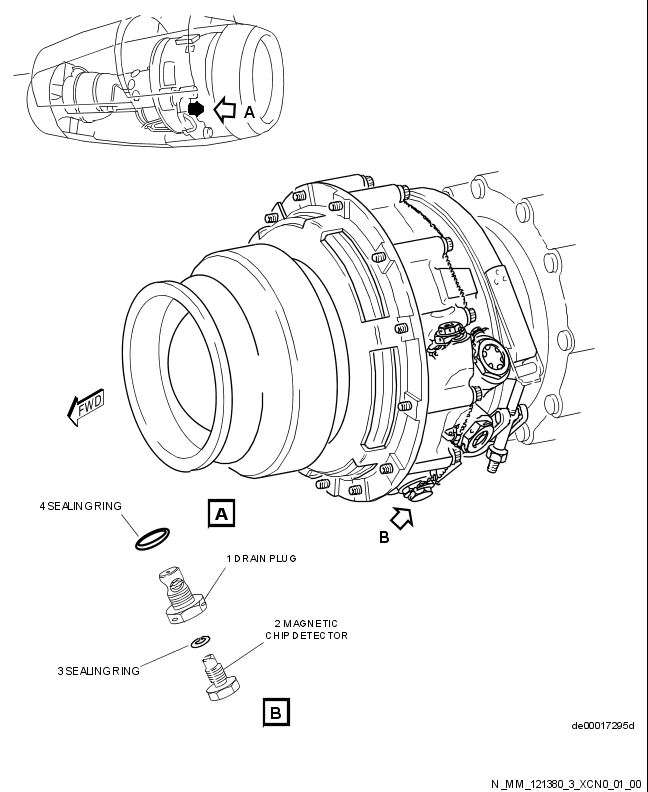 A
FWD
4 SEALING RING
A
B
1 DRAIN PLUG
2 MAGNETIC
CHIP DETECTOR
3 SEALING RING
B
de00017295d
N_MM_121380_3_XCN0_01_00